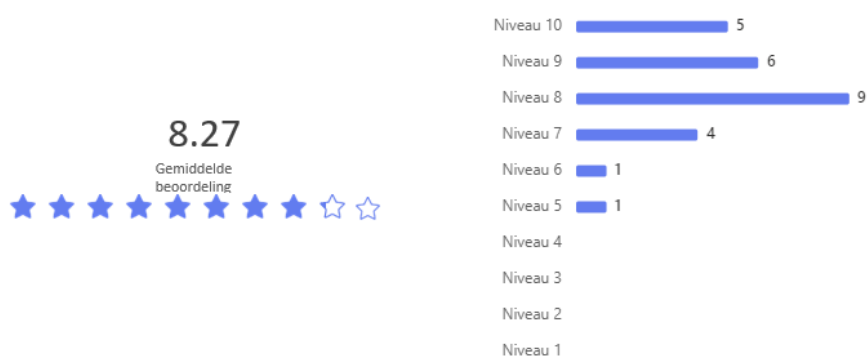 8.27
Gemiddelde
beoordeling
Niveau 10 5
Niveau 9 6
Niveau 8 9
Niveau 7 4
Niveau 6 1
Niveau 5 1
Niveau 4
Niveau 3
Niveau 2
Niveau 1